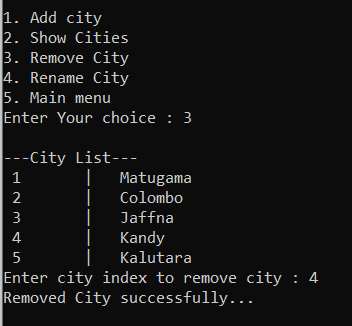 1. Add city
2. Show Cities
3. Remove City
4. Rename City
5. Main menu
Enter Your choice : 3
---City List---
1 | Matugama
2 | Colombo
3 | Jaffna
4 | Kandy
5 | Kalutara
Enter city index to remove city : 4
Removed City successfully...